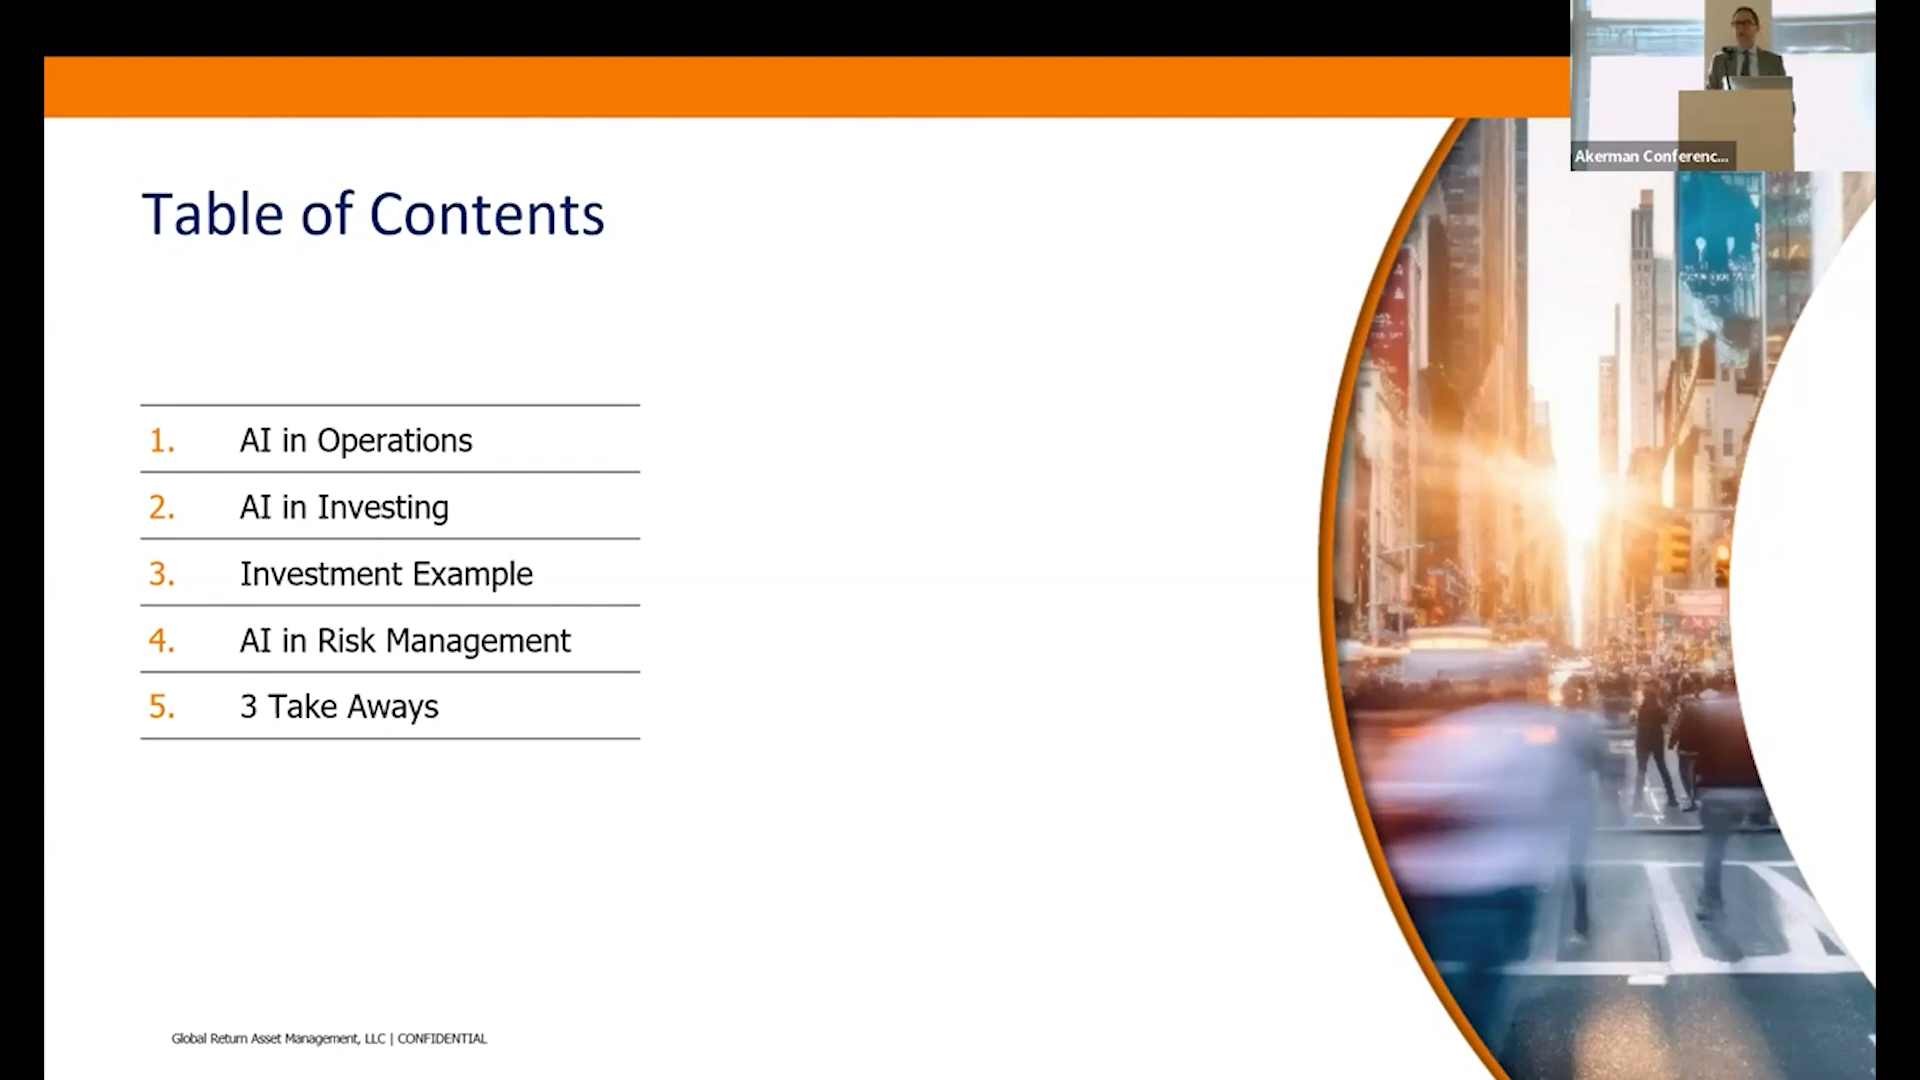 Akerman Conferenc...
Table of Contents
1. AI in Operations
2. AI in Investing
3. Investment Example
4. AI in Risk Management
5. 3 Take Aways
Global Return Asset Management, LLC | CONFIDENTIAL